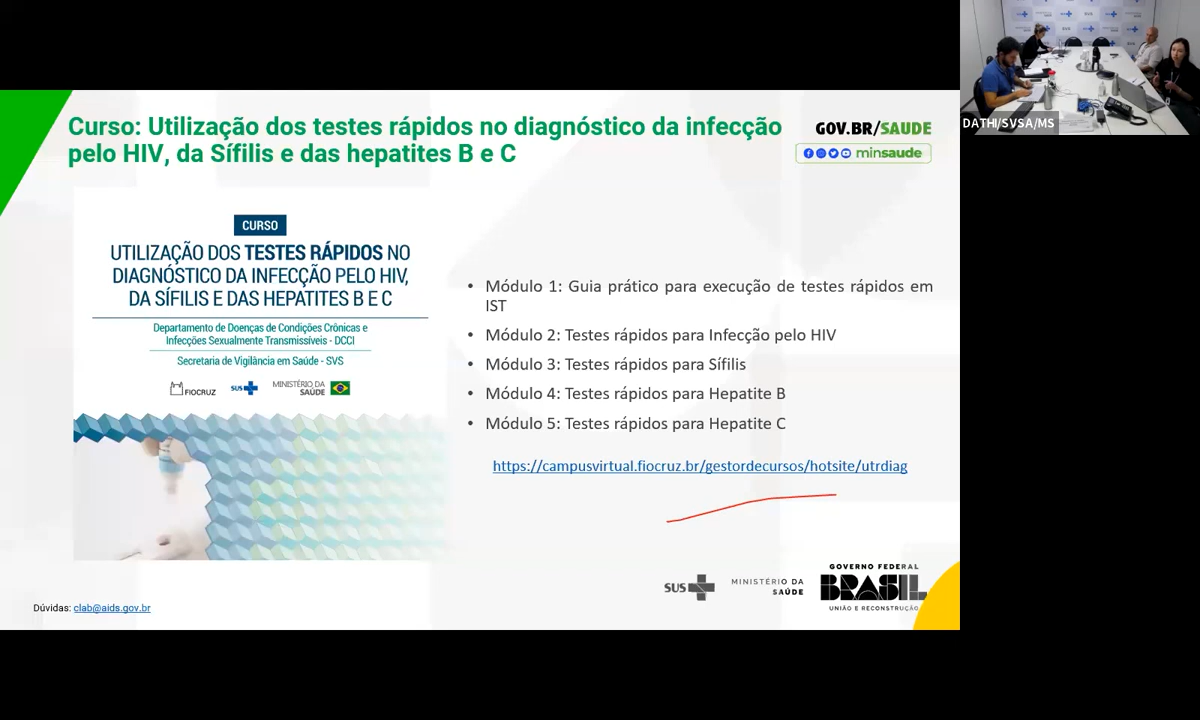 Curso: Utilização dos testes rápidos no diagnóstico da infecção
pelo HIV, da Sífilis e das hepatites B e C
GOV.BR/SAUDE
minsaude
CURSO
UTILIZAÇÃO DOS TESTES RÁPIDOS NO
DIAGNÓSTICO DA INFECÇÃO PELO HIV,
DA SÍFILIS E DAS HEPATITES B E C
Departamento de Doenças de Condições Crônicas e
Infecções Sexualmente Transmissíveis - DCCI
Secretaria de Vigilância em Saúde - SVS
FIOCRUZ
SUS
MINISTÉRIO DA
SAÚDE
• Módulo 1: Guia prático para execução de testes rápidos em
IST
• Módulo 2: Testes rápidos para Infecção pelo HIV
• Módulo 3: Testes rápidos para Sífilis
• Módulo 4: Testes rápidos para Hepatite B
• Módulo 5: Testes rápidos para Hepatite C
https://campusvirtual.fiocruz.br/gestordecursos/hotsite/utrdiag
Dúvidas: clab@aids.gov.br
SUS
MINISTÉRIO DA
SAÚDE
GOVERNO FEDERAL
BRASIL
UNIÃO E RECONSTRUÇÃO
DATHI/SVSA/MS